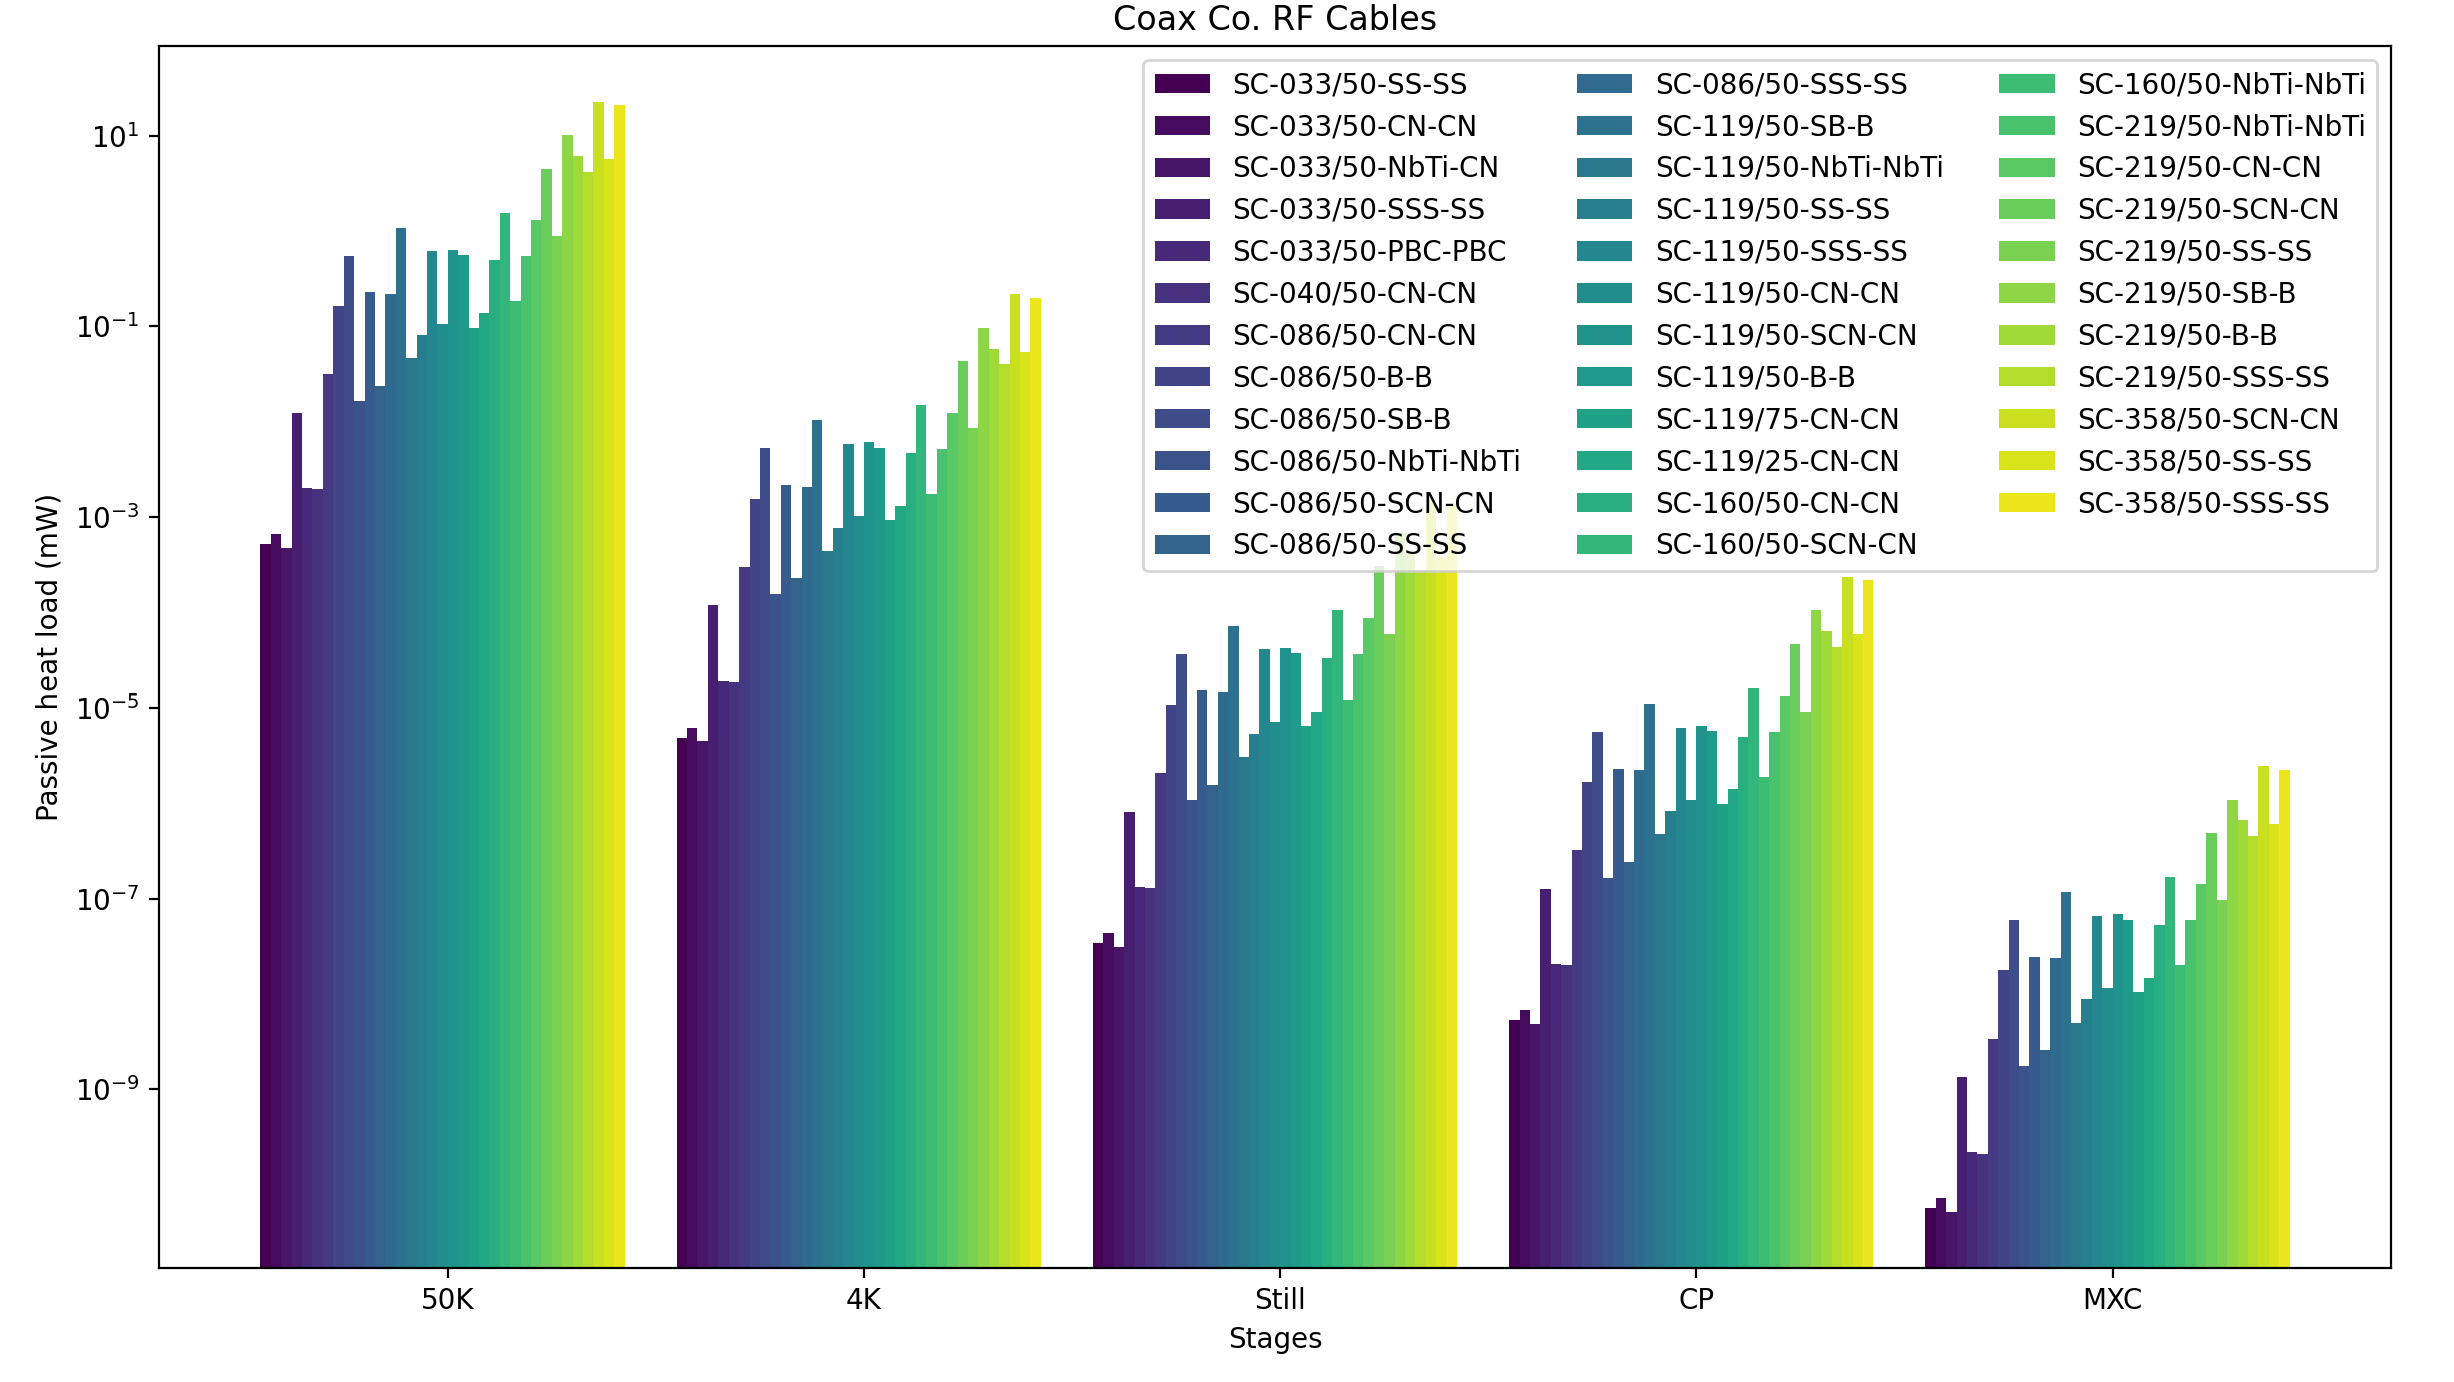 Coax Co. RF Cables
SC-033/50-SS-SS
SC-033/50-CN-CN
SC-033/50-NbTi-CN
SC-033/50-SSS-SS
SC-033/50-PBC-PBC
SC-040/50-CN-CN
SC-086/50-CN-CN
SC-086/50-B-B
SC-086/50-SB-B
SC-086/50-NbTi-NbTi
SC-086/50-SCN-CN
SC-086/50-SS-SS
SC-086/50-SSS-SS
SC-119/50-SB-B
SC-119/50-NbTi-NbTi
SC-119/50-SS-SS
SC-119/50-SSS-SS
SC-119/50-CN-CN
SC-119/50-SCN-CN
SC-119/50-B-B
SC-119/75-CN-CN
SC-119/25-CN-CN
SC-160/50-CN-CN
SC-160/50-SCN-CN
SC-160/50-NbTi-NbTi
SC-219/50-NbTi-NbTi
SC-219/50-CN-CN
SC-219/50-SCN-CN
SC-219/50-SS-SS
SC-219/50-SB-B
SC-219/50-B-B
SC-219/50-SSS-SS
SC-358/50-SCN-CN
SC-358/50-SS-SS
SC-358/50-SSS-SS
Passive heat load (mW)
10¹
10⁻¹
10⁻³
10⁻⁵
10⁻⁷
10⁻⁹
50K
4K
Still
CP
MXC
Stages